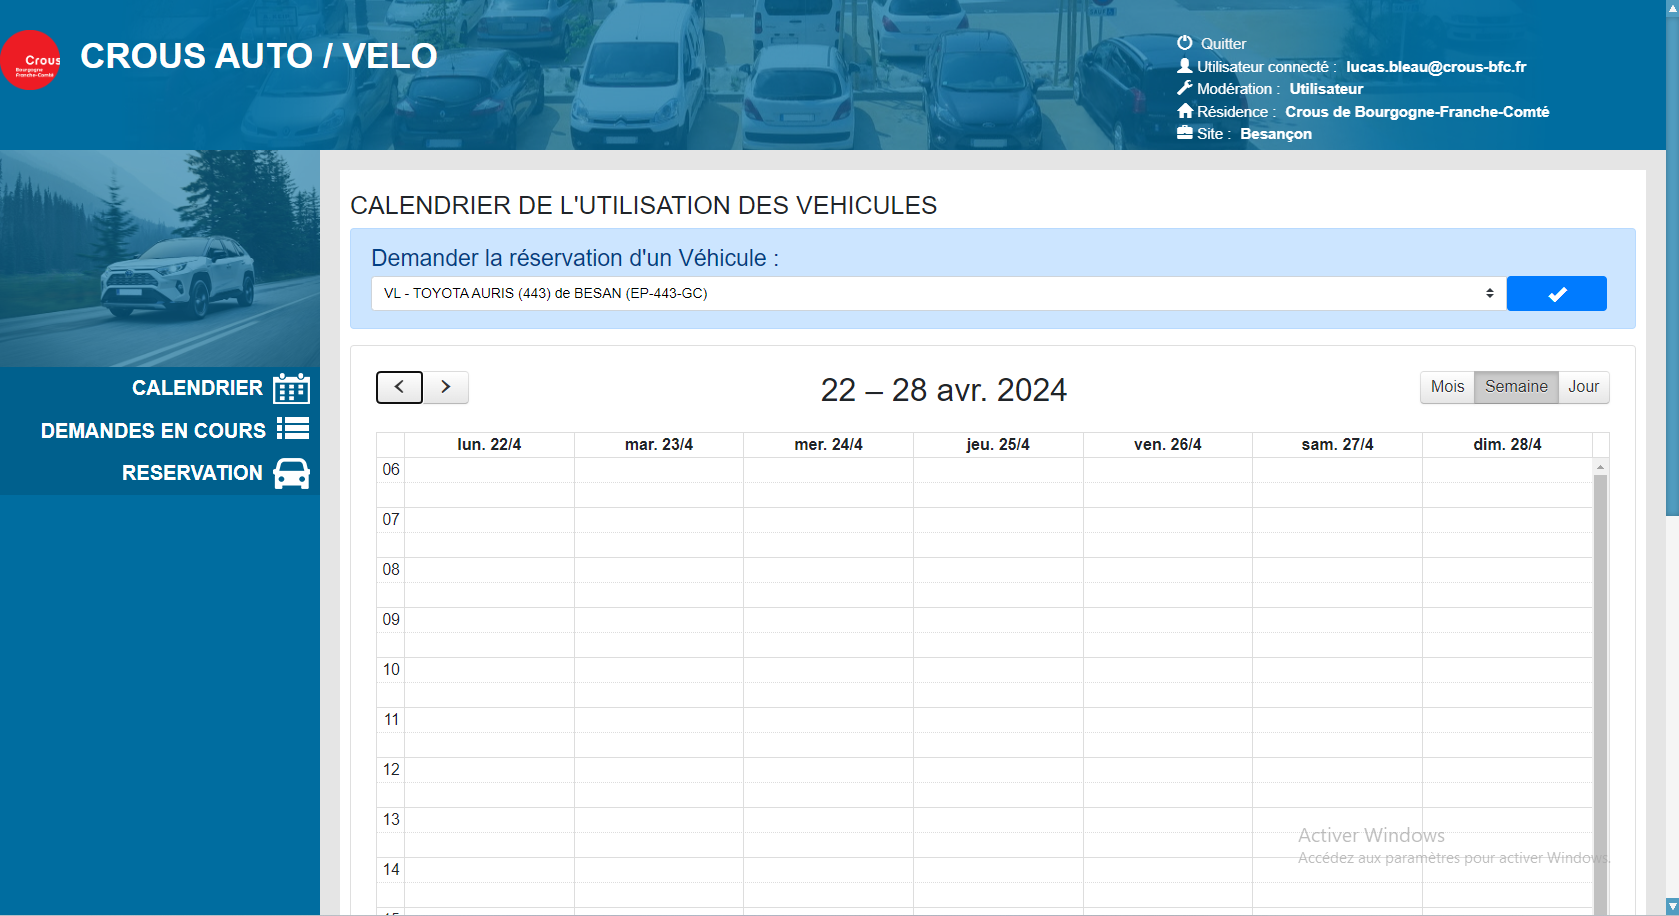 Crous
Bourgogne
Franche-Comté
CROUS AUTO / VELO
Quitter
Utilisateur connecté : lucas.bleau@crous-bfc.fr
Modération : Utilisateur
Résidence : Crous de Bourgogne-Franche-Comté
Site : Besançon
CALENDRIER
DEMANDES EN COURS
RESERVATION
CALENDRIER DE L'UTILISATION DES VEHICULES
Demander la réservation d'un Véhicule :
VL - TOYOTA AURIS (443) de BESAN (EP-443-GC)
22 – 28 avr. 2024
Mois Semaine Jour
lun. 22/4 mar. 23/4 mer. 24/4 jeu. 25/4 ven. 26/4 sam. 27/4 dim. 28/4
06
07
08
09
10
11
12
13
14
Activer Windows
Accédez aux paramètres pour activer Windows.